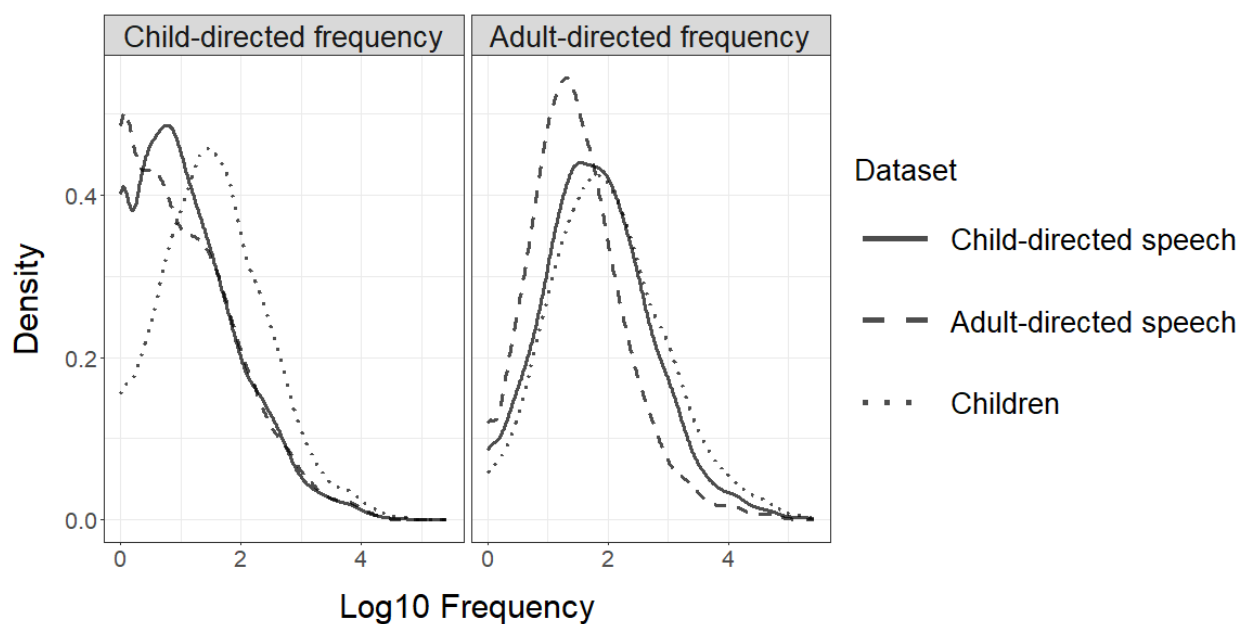 Child-directed frequency
Adult-directed frequency
Density
0.4
0.2
0.0
0
2
4
0
2
4
Log10 Frequency
Dataset
Child-directed speech
Adult-directed speech
Children